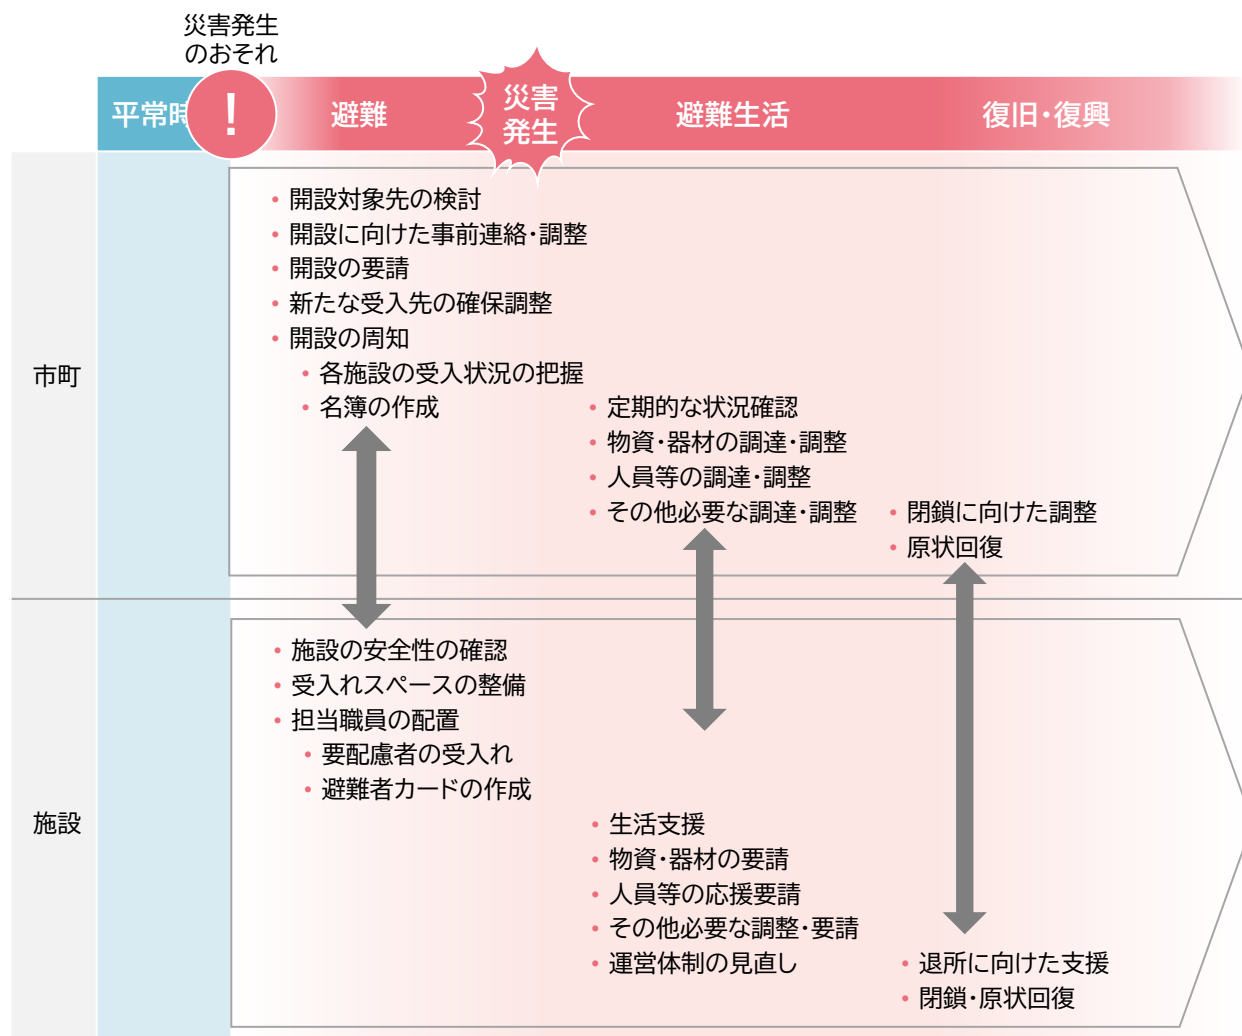 災害発生
のおそれ
平常時
!
避難
災害
発生
避難生活
復旧・復興
市町
• 開設対象先の検討
• 開設に向けた事前連絡・調整
• 開設の要請
• 新たな受入先の確保調整
• 開設の周知
• 各施設の受入状況の把握
• 名簿の作成
• 定期的な状況確認
• 物資・器材の調達・調整
• 人員等の調達・調整
• その他必要な調達・調整
• 閉鎖に向けた調整
• 原状回復
施設
• 施設の安全性の確認
• 受入れスペースの整備
• 担当職員の配置
• 要配慮者の受入れ
• 避難者カードの作成
• 生活支援
• 物資・器材の要請
• 人員等の応援要請
• その他必要な調整・要請
• 運営体制の見直し
• 退所に向けた支援
• 閉鎖・原状回復